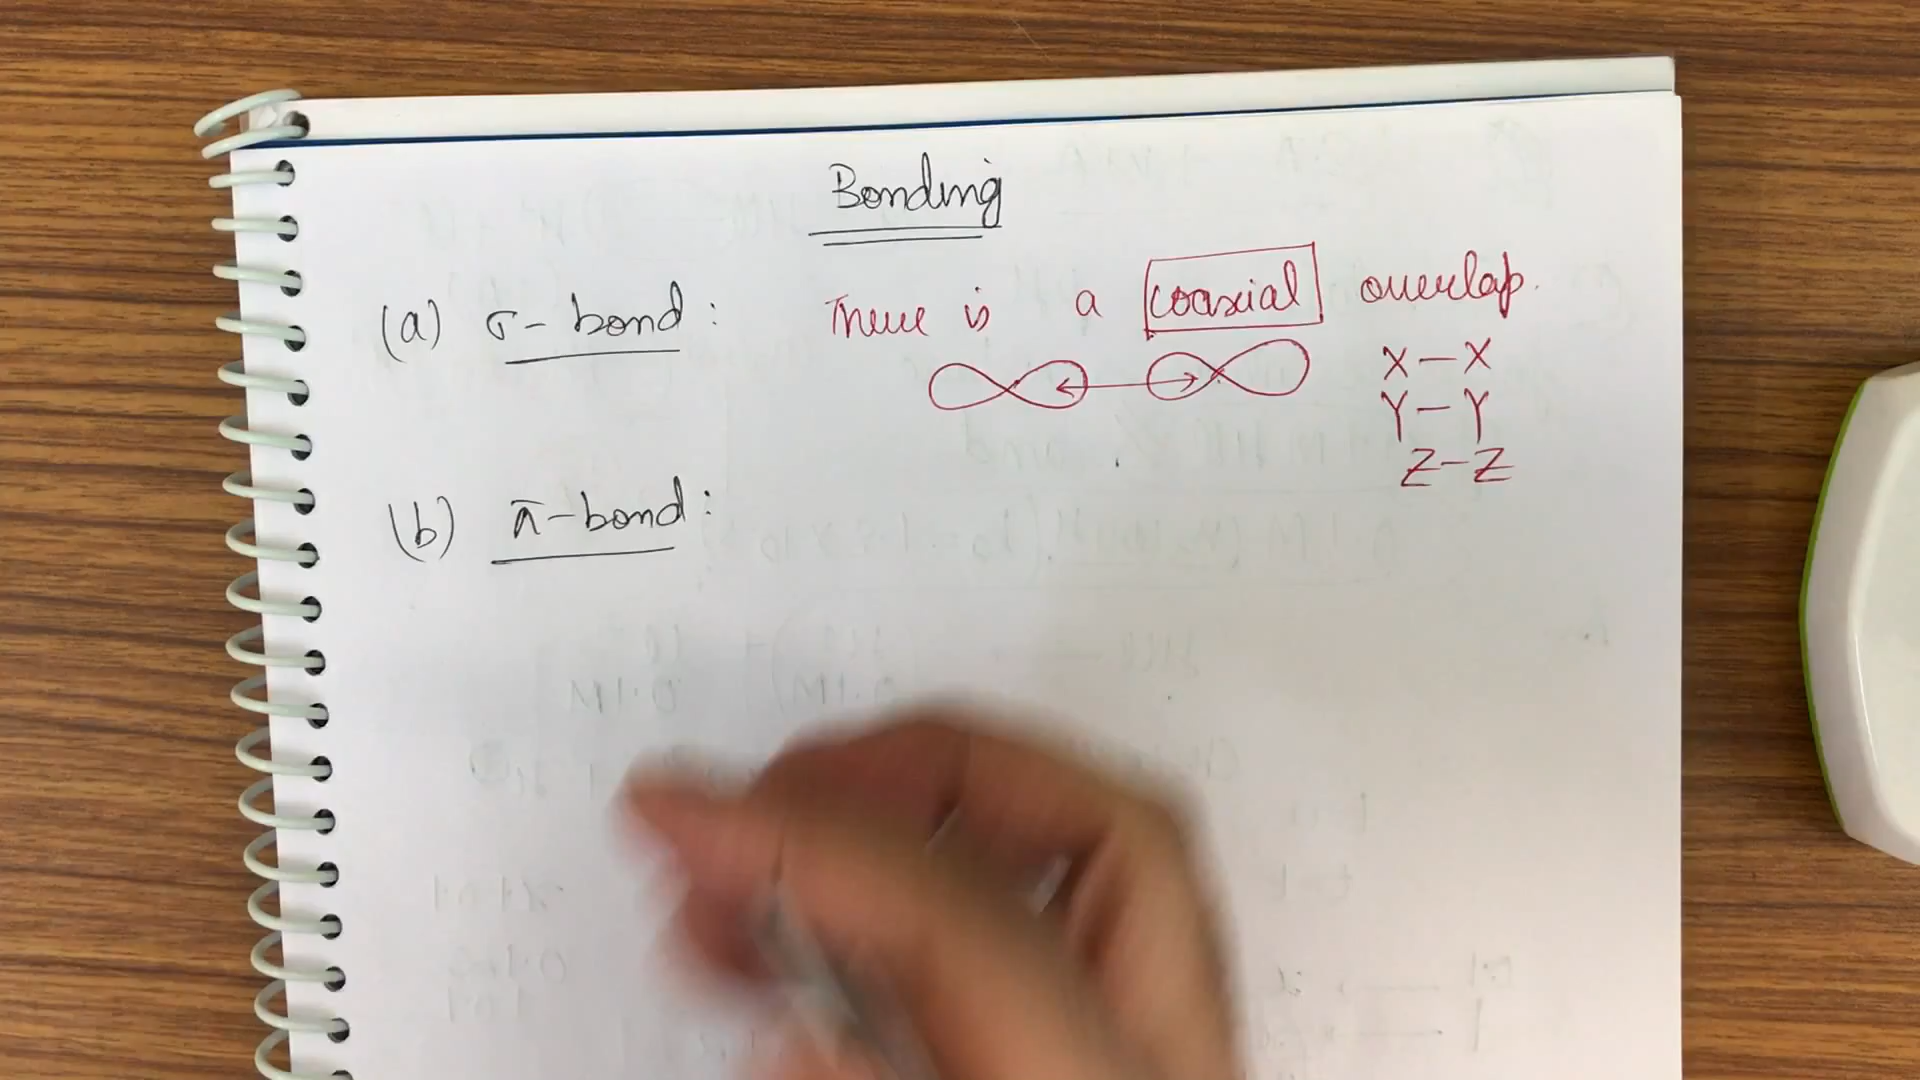 Bonding
(a) σ- bond : There is a coaxial overlap.
X — X
Y — Y
Z - Z
(b) π-bond :